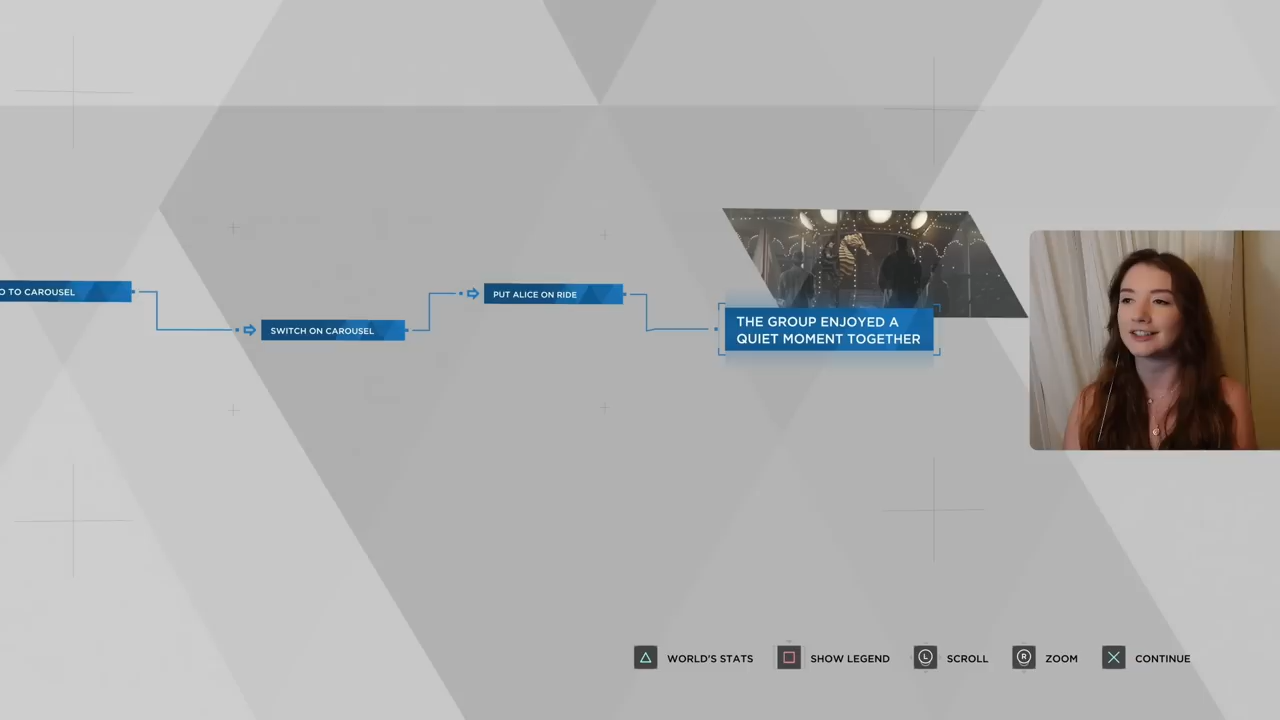 O TO CAROUSEL
SWITCH ON CAROUSEL
PUT ALICE ON RIDE
THE GROUP ENJOYED A
QUIET MOMENT TOGETHER
WORLD'S STATS
SHOW LEGEND
L
SCROLL
R
ZOOM
CONTINUE